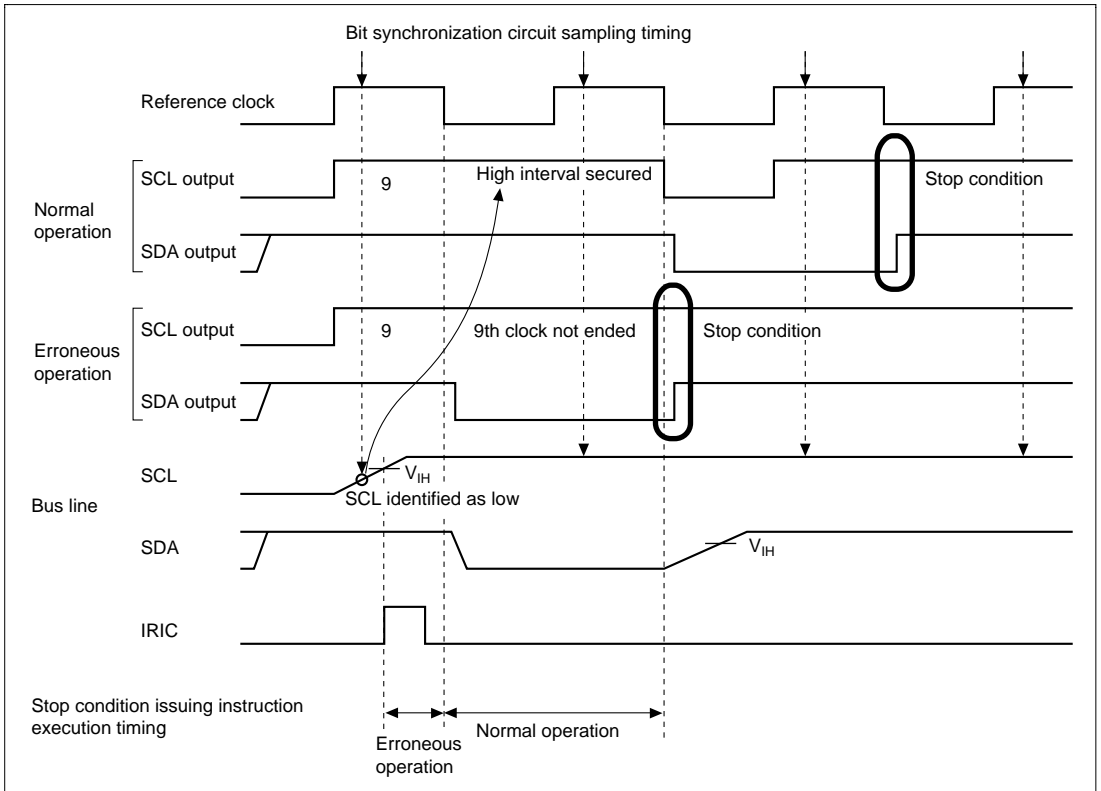 Bit synchronization circuit sampling timing
Reference clock
Normal
operation
SCL output
9
High interval secured
Stop condition
SDA output
Erroneous
operation
SCL output
9
9th clock not ended
Stop condition
SDA output
Bus line
SCL
VIH
SCL identified as low
SDA
VIH
IRIC
Stop condition issuing instruction
execution timing
Erroneous
operation
Normal operation